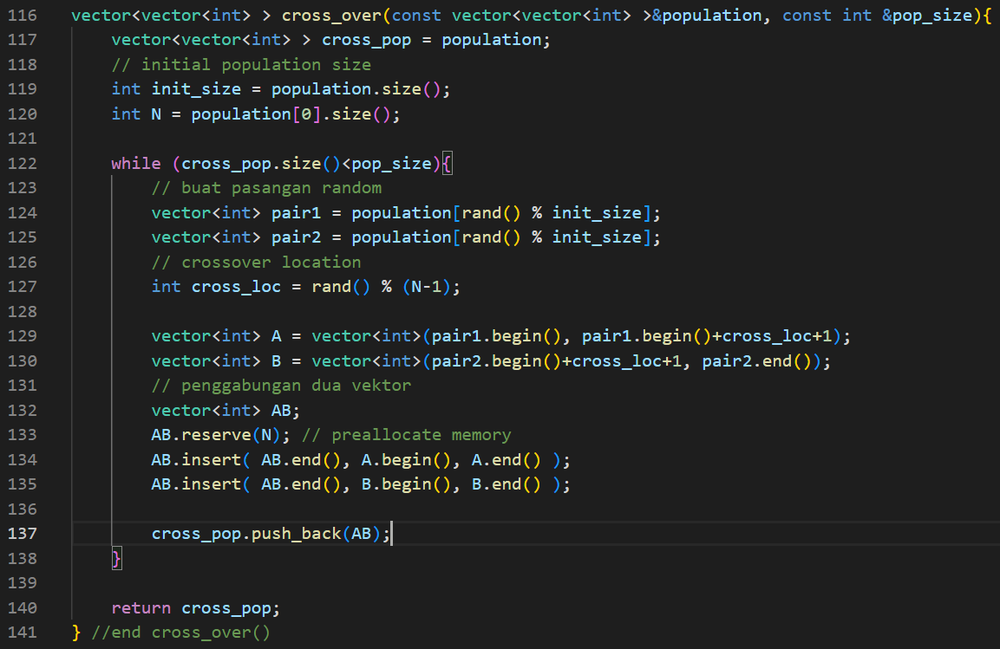 116 vector<vector<int> > cross_over(const vector<vector<int> >&population, const int &pop_size){
117     vector<vector<int> > cross_pop = population;
118     // initial population size
119     int init_size = population.size();
120     int N = population[0].size();
121
122     while (cross_pop.size()<pop_size){
123         // buat pasangan random
124         vector<int> pair1 = population[rand() % init_size];
125         vector<int> pair2 = population[rand() % init_size];
126         // crossover location
127         int cross_loc = rand() % (N-1);
128
129         vector<int> A = vector<int>(pair1.begin(), pair1.begin()+cross_loc+1);
130         vector<int> B = vector<int>(pair2.begin()+cross_loc+1, pair2.end());
131         // penggabungan dua vektor
132         vector<int> AB;
133         AB.reserve(N); // preallocate memory
134         AB.insert( AB.end(), A.begin(), A.end() );
135         AB.insert( AB.end(), B.begin(), B.end() );
136
137         cross_pop.push_back(AB);
138     }
139
140     return cross_pop;
141 } //end cross_over()